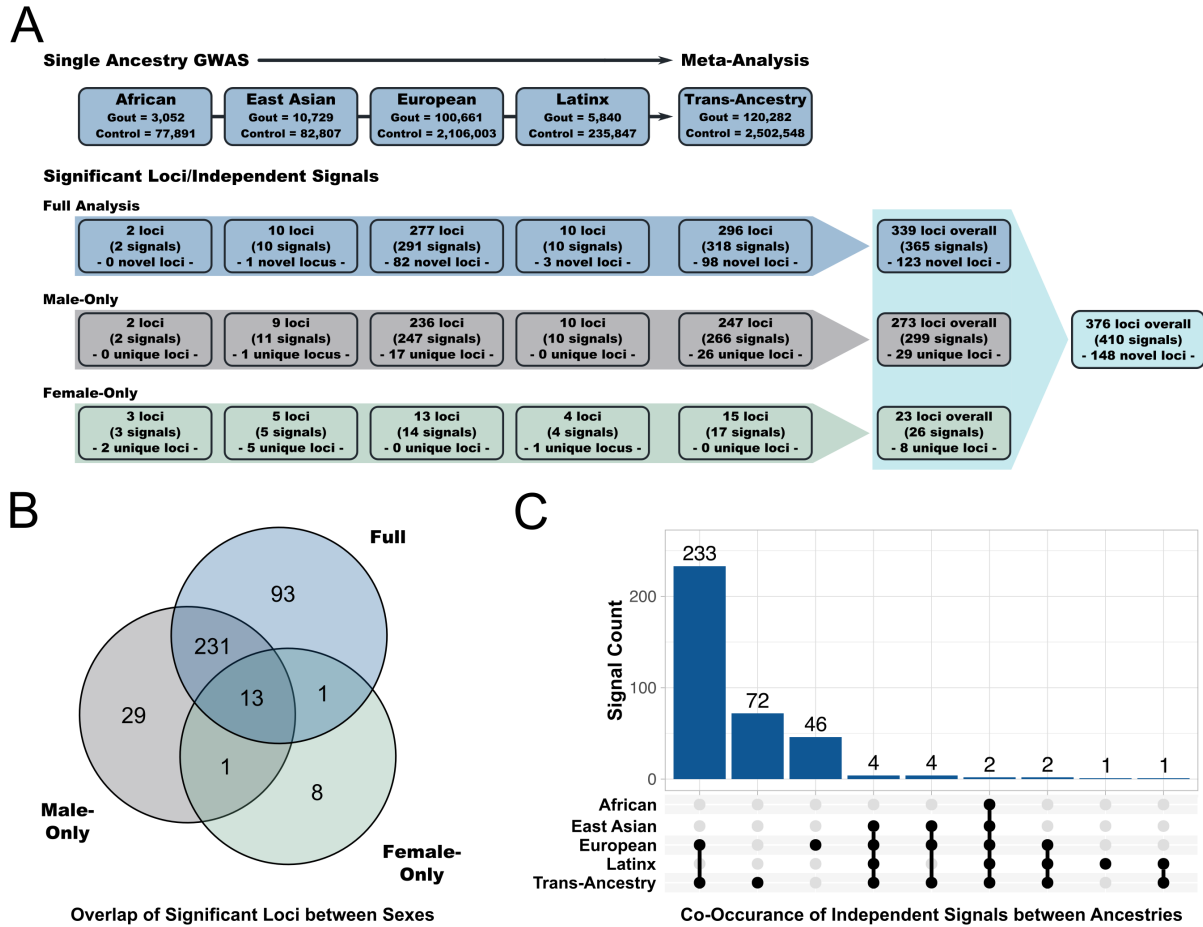 A
Single Ancestry GWAS
Meta-Analysis
African
Gout = 3,052
Control = 77,891
East Asian
Gout = 10,729
Control = 82,807
European
Gout = 100,661
Control = 2,106,003
Latinx
Gout = 5,840
Control = 235,847
Trans-Ancestry
Gout = 120,282
Control = 2,502,548
Significant Loci/Independent Signals
Full Analysis
2 loci
(2 signals)
- 0 novel loci -
10 loci
(10 signals)
- 1 novel locus -
277 loci
(291 signals)
- 82 novel loci -
10 loci
(10 signals)
- 3 novel loci -
296 loci
(318 signals)
- 98 novel loci -
339 loci overall
(365 signals)
- 123 novel loci -
Male-Only
2 loci
(2 signals)
- 0 unique loci -
9 loci
(11 signals)
- 1 unique locus -
236 loci
(247 signals)
- 17 unique loci -
10 loci
(10 signals)
- 0 unique loci -
247 loci
(266 signals)
- 26 unique loci -
273 loci overall
(299 signals)
- 29 unique loci -
376 loci overall
(410 signals)
- 148 novel loci -
Female-Only
3 loci
(3 signals)
- 2 unique loci -
5 loci
(5 signals)
- 5 unique loci -
13 loci
(14 signals)
- 0 unique loci -
4 loci
(4 signals)
- 1 unique locus -
15 loci
(17 signals)
- 0 unique loci -
23 loci overall
(26 signals)
- 8 unique loci -
B
Full
93
231
13
1
29
1
8
Male-
Only
Female-
Only
Overlap of Significant Loci between Sexes
C
Signal Count
200
100
0
233
72
46
4
4
2
2
1
1
African
East Asian
European
Latinx
Trans-Ancestry
Co-Occurance of Independent Signals between Ancestries